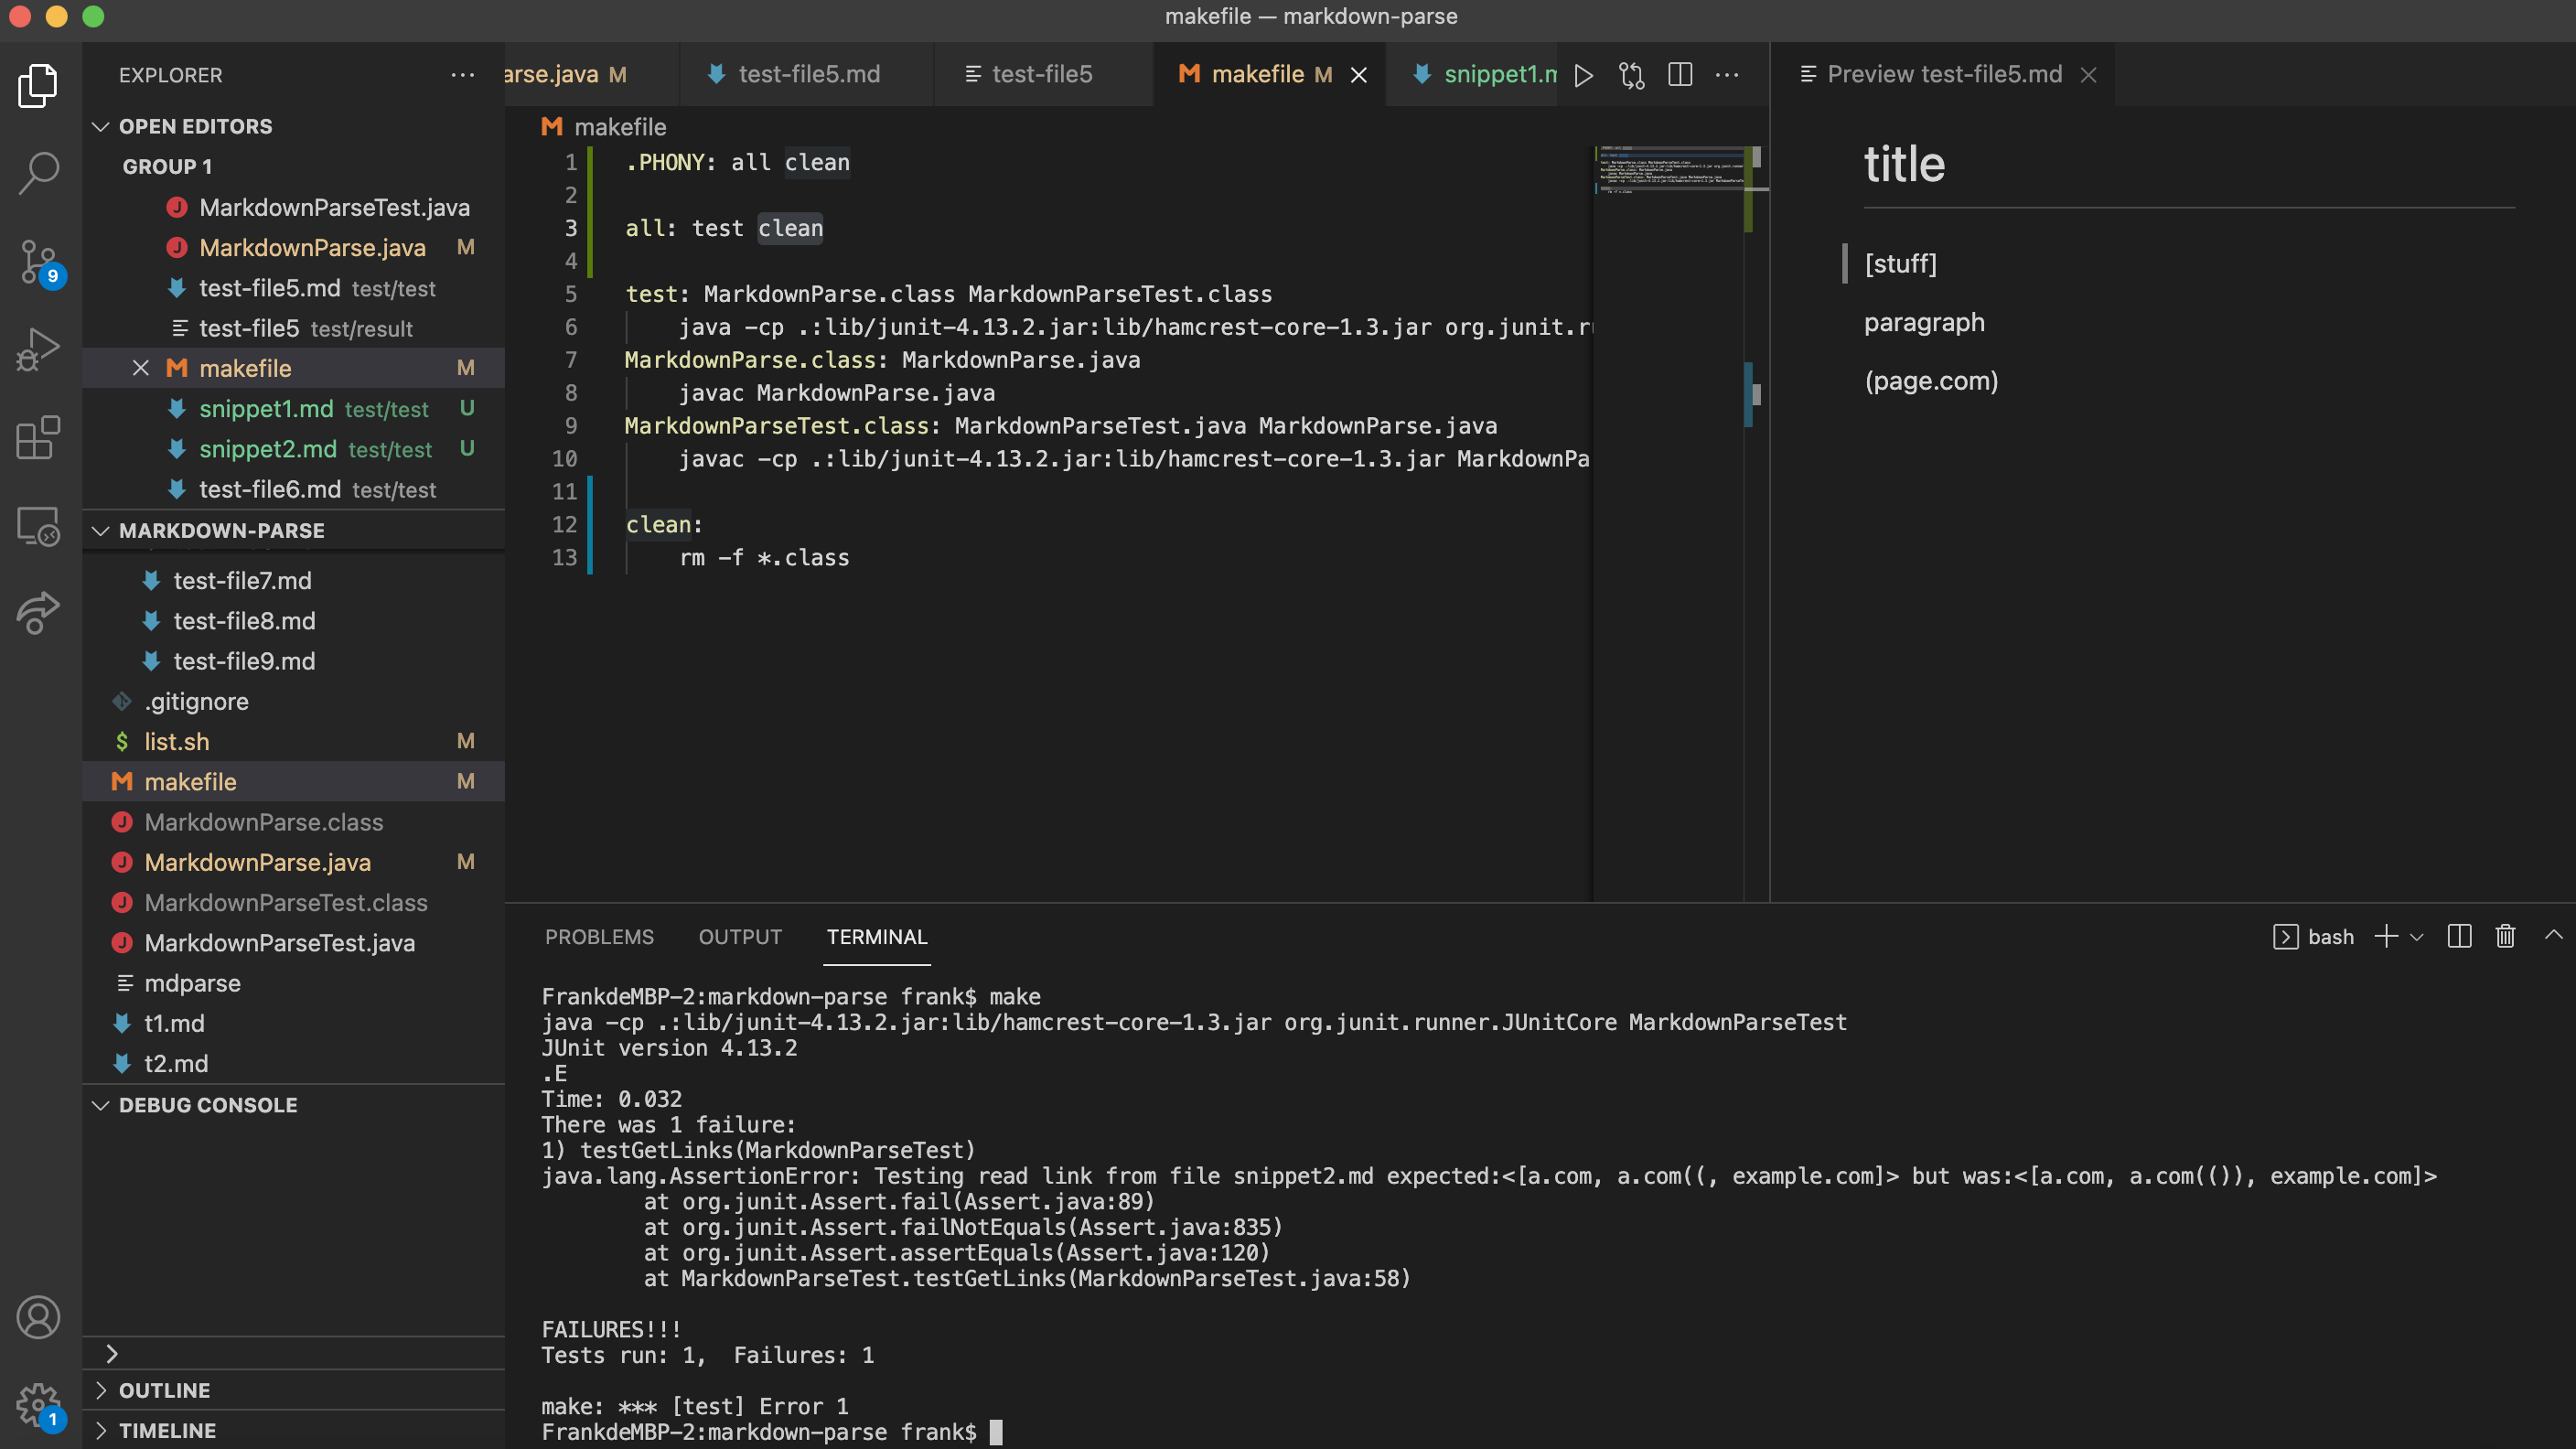 makefile — markdown-parse
EXPLORER
OPEN EDITORS
GROUP 1
MarkdownParseTest.java
MarkdownParse.java M
test-file5.md test/test
test-file5 test/result
makefile M
snippet1.md test/test U
snippet2.md test/test U
test-file6.md test/test
MARKDOWN-PARSE
test-file7.md
test-file8.md
test-file9.md
.gitignore
list.sh M
makefile M
MarkdownParse.class
MarkdownParse.java M
MarkdownParseTest.class
MarkdownParseTest.java
mdparse
t1.md
t2.md
DEBUG CONSOLE
OUTLINE
TIMELINE
9
1
arse.java M
test-file5.md
test-file5
makefile M
snippet1.m
makefile
1 .PHONY: all clean
2
3 all: test clean
4
5 test: MarkdownParse.class MarkdownParseTest.class
6 java -cp .:lib/junit-4.13.2.jar:lib/hamcrest-core-1.3.jar org.junit.r
7 MarkdownParse.class: MarkdownParse.java
8 javac MarkdownParse.java
9 MarkdownParseTest.class: MarkdownParseTest.java MarkdownParse.java
10 javac -cp .:lib/junit-4.13.2.jar:lib/hamcrest-core-1.3.jar MarkdownPa
11
12 clean:
13 rm -f *.class
Preview test-file5.md
title
[stuff]
paragraph
(page.com)
PROBLEMS OUTPUT TERMINAL
bash
FrankdeMBP-2:markdown-parse frank$ make
java -cp .:lib/junit-4.13.2.jar:lib/hamcrest-core-1.3.jar org.junit.runner.JUnitCore MarkdownParseTest
JUnit version 4.13.2
.E
Time: 0.032
There was 1 failure:
1) testGetLinks(MarkdownParseTest)
java.lang.AssertionError: Testing read link from file snippet2.md expected:<[a.com, a.com((, example.com]> but was:<[a.com, a.com(()), example.com]>
at org.junit.Assert.fail(Assert.java:89)
at org.junit.Assert.failNotEquals(Assert.java:835)
at org.junit.Assert.assertEquals(Assert.java:120)
at MarkdownParseTest.testGetLinks(MarkdownParseTest.java:58)
FAILURES!!!
Tests run: 1,  Failures: 1
make: *** [test] Error 1
FrankdeMBP-2:markdown-parse frank$